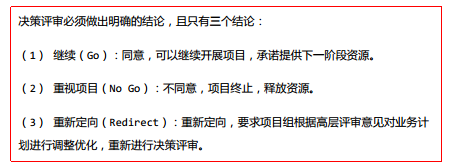 决策评审必须做出明确的结论，且只有三个结论：
（1） 继续（Go）：同意，可以继续开展项目，承诺提供下一阶段资源。
（2） 重视项目（No Go）：不同意，项目终止，释放资源。
（3） 重新定向（Redirect）：重新定向，要求项目组根据高层评审意见对业务计
划进行调整优化，重新进行决策评审。